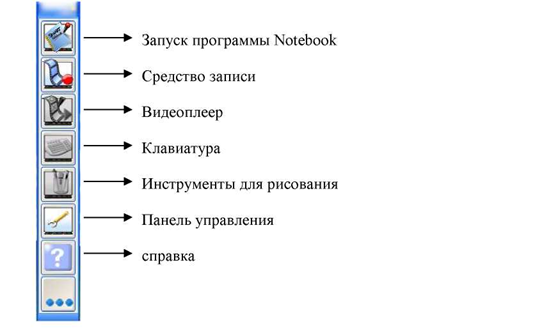 Запуск программы Notebook
Средство записи
Видеоплеер
Клавиатура
Инструменты для рисования
Панель управления
справка
?